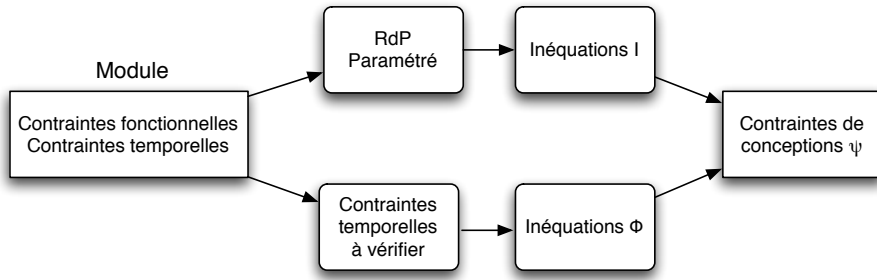 Module
Contraintes fonctionnelles
Contraintes temporelles
RdP
Paramétré
Inéquations I
Contraintes
temporelles
à vérifier
Inéquations Φ
Contraintes de
conceptions ψ